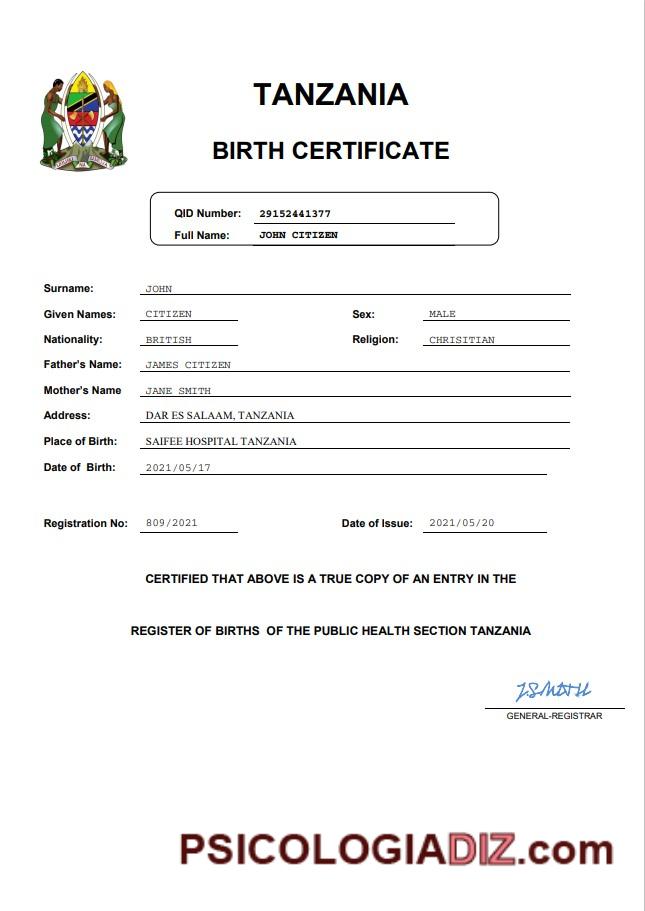 TANZANIA
BIRTH CERTIFICATE
QID Number: 29152441377
Full Name: JOHN CITIZEN
Surname: JOHN
Given Names: CITIZEN Sex: MALE
Nationality: BRITISH Religion: CHRISITIAN
Father's Name: JAMES CITIZEN
Mother's Name JANE SMITH
Address: DAR ES SALAAM, TANZANIA
Place of Birth: SAIFEE HOSPITAL TANZANIA
Date of Birth: 2021/05/17
Registration No: 809/2021 Date of Issue: 2021/05/20
CERTIFIED THAT ABOVE IS A TRUE COPY OF AN ENTRY IN THE
REGISTER OF BIRTHS OF THE PUBLIC HEALTH SECTION TANZANIA
J.SMITH
GENERAL-REGISTRAR
PSICOLOGIADIZ.com